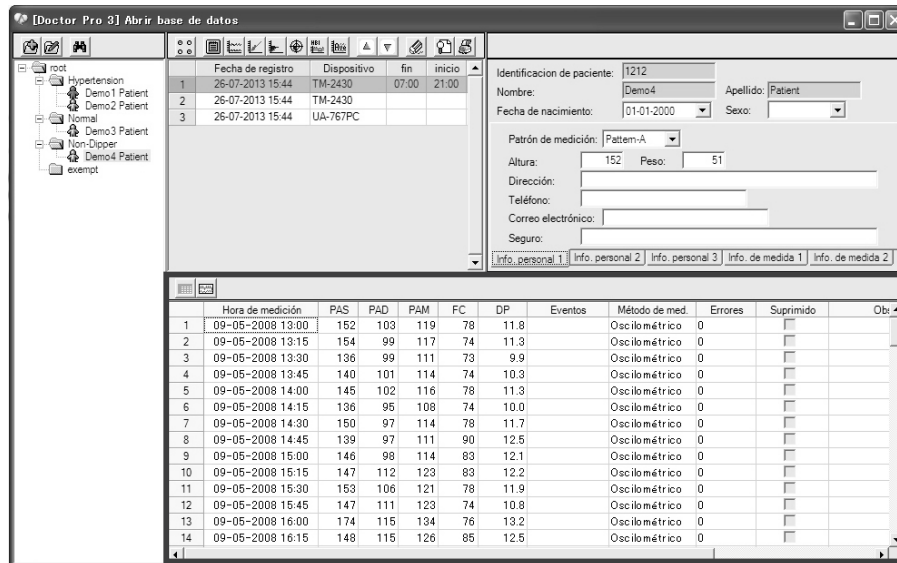 [Doctor Pro 3] Abrir base de datos
root
Hypertension
Demo1 Patient
Demo2 Patient
Normal
Demo3 Patient
Non-Dipper
Demo4 Patient
exempt
Fecha de registro Dispositivo fin inicio
1 26-07-2013 15:44 TM-2430 07:00 21:00
2 26-07-2013 15:44 TM-2430
3 26-07-2013 15:44 UA-767PC
Identificacion de paciente: 1212
Nombre: Demo4 Apellido: Patient
Fecha de nacimiento: 01-01-2000 Sexo:
Patrón de medición: Pattern-A
Altura: 152 Peso: 51
Dirección:
Teléfono:
Correo electrónico:
Seguro:
Info. personal 1 Info. personal 2 Info. personal 3 Info. de medida 1 Info. de medida 2
Hora de medición PAS PAD PAM FC DP Eventos Método de med. Errores Suprimido
1 09-05-2008 13:00 152 103 119 78 11.8 Oscilométrico 0
2 09-05-2008 13:15 154 99 117 74 11.3 Oscilométrico 0
3 09-05-2008 13:30 136 99 111 73 9.9 Oscilométrico 0
4 09-05-2008 13:45 140 101 114 74 10.3 Oscilométrico 0
5 09-05-2008 14:00 145 102 116 78 11.3 Oscilométrico 0
6 09-05-2008 14:15 136 95 108 74 10.0 Oscilométrico 0
7 09-05-2008 14:30 150 97 114 78 11.7 Oscilométrico 0
8 09-05-2008 14:45 139 97 111 90 12.5 Oscilométrico 0
9 09-05-2008 15:00 146 98 114 83 12.1 Oscilométrico 0
10 09-05-2008 15:15 147 112 123 83 12.2 Oscilométrico 0
11 09-05-2008 15:30 153 106 121 78 11.9 Oscilométrico 0
12 09-05-2008 15:45 147 111 123 74 10.8 Oscilométrico 0
13 09-05-2008 16:00 174 115 134 76 13.2 Oscilométrico 0
14 09-05-2008 16:15 148 115 126 85 12.5 Oscilométrico 0